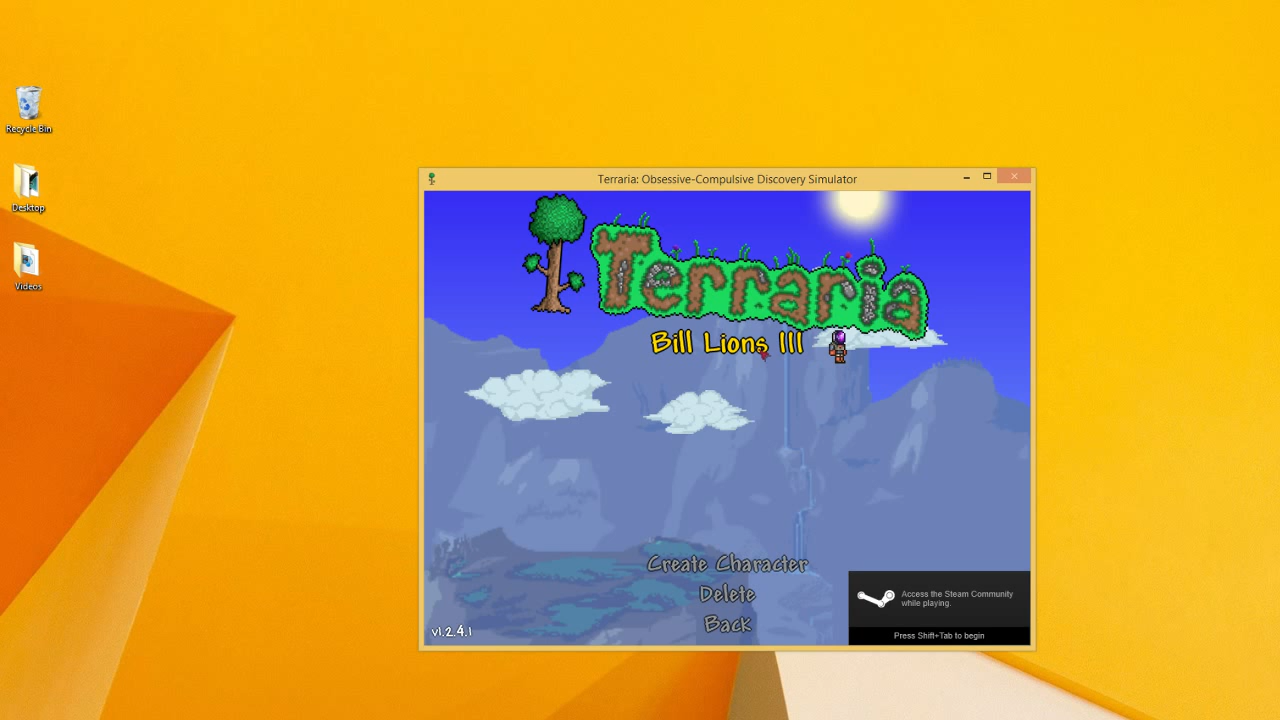 Recycle Bin
Desktop
Videos
Terraria: Obsessive-Compulsive Discovery Simulator
Terraria
Bill Lions III
Create Character
Delete
Back
v1.2.4.1
Access the Steam Community
while playing.
Press Shift+Tab to begin